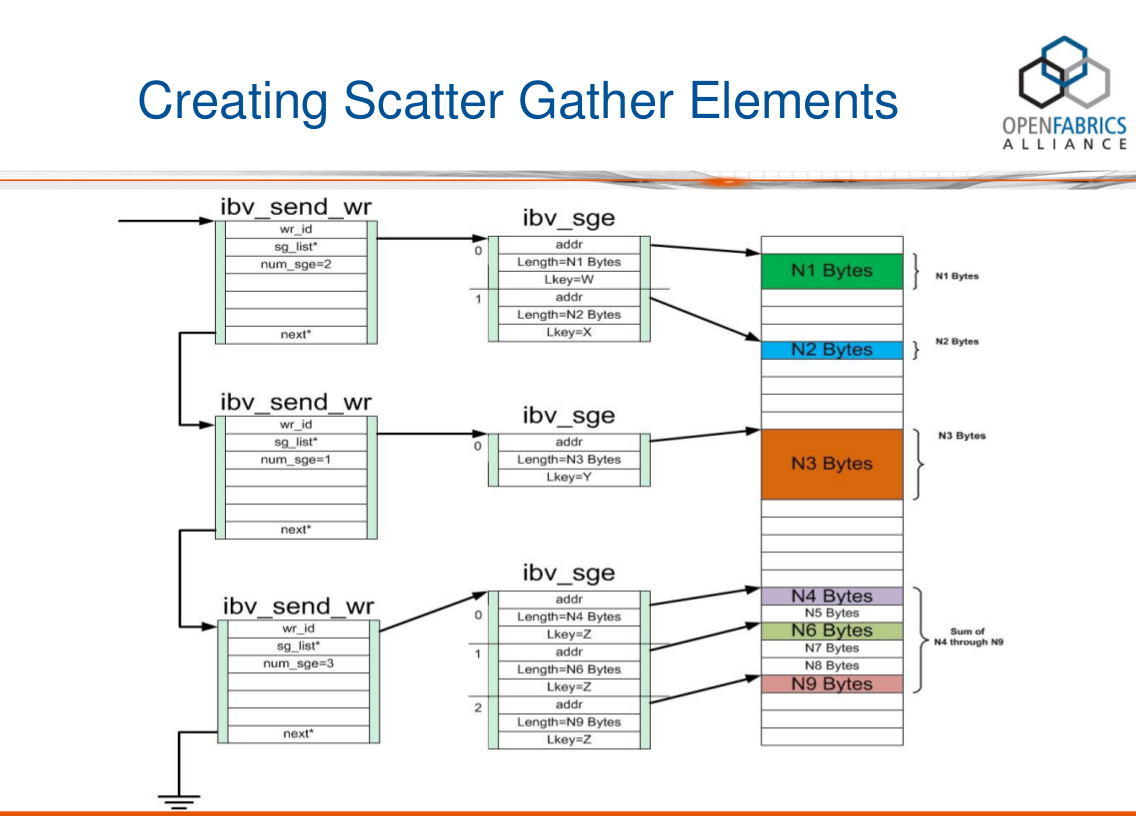 Creating Scatter Gather Elements
OPENFABRICS
ALLIANCE
ibv_send_wr
wr_id
sg_list*
num_sge=2
next*
ibv_sge
0
addr
Length=N1 Bytes
Lkey=W
1
addr
Length=N2 Bytes
Lkey=X
N1 Bytes
N1 Bytes
N2 Bytes
N2 Bytes
ibv_send_wr
wr_id
sg_list*
num_sge=1
next*
ibv_sge
0
addr
Length=N3 Bytes
Lkey=Y
N3 Bytes
N3 Bytes
ibv_send_wr
wr_id
sg_list*
num_sge=3
next*
ibv_sge
0
addr
Length=N4 Bytes
Lkey=Z
1
addr
Length=N6 Bytes
Lkey=Z
2
addr
Length=N9 Bytes
Lkey=Z
N4 Bytes
N5 Bytes
N6 Bytes
N7 Bytes
N8 Bytes
N9 Bytes
Sum of
N4 through N9